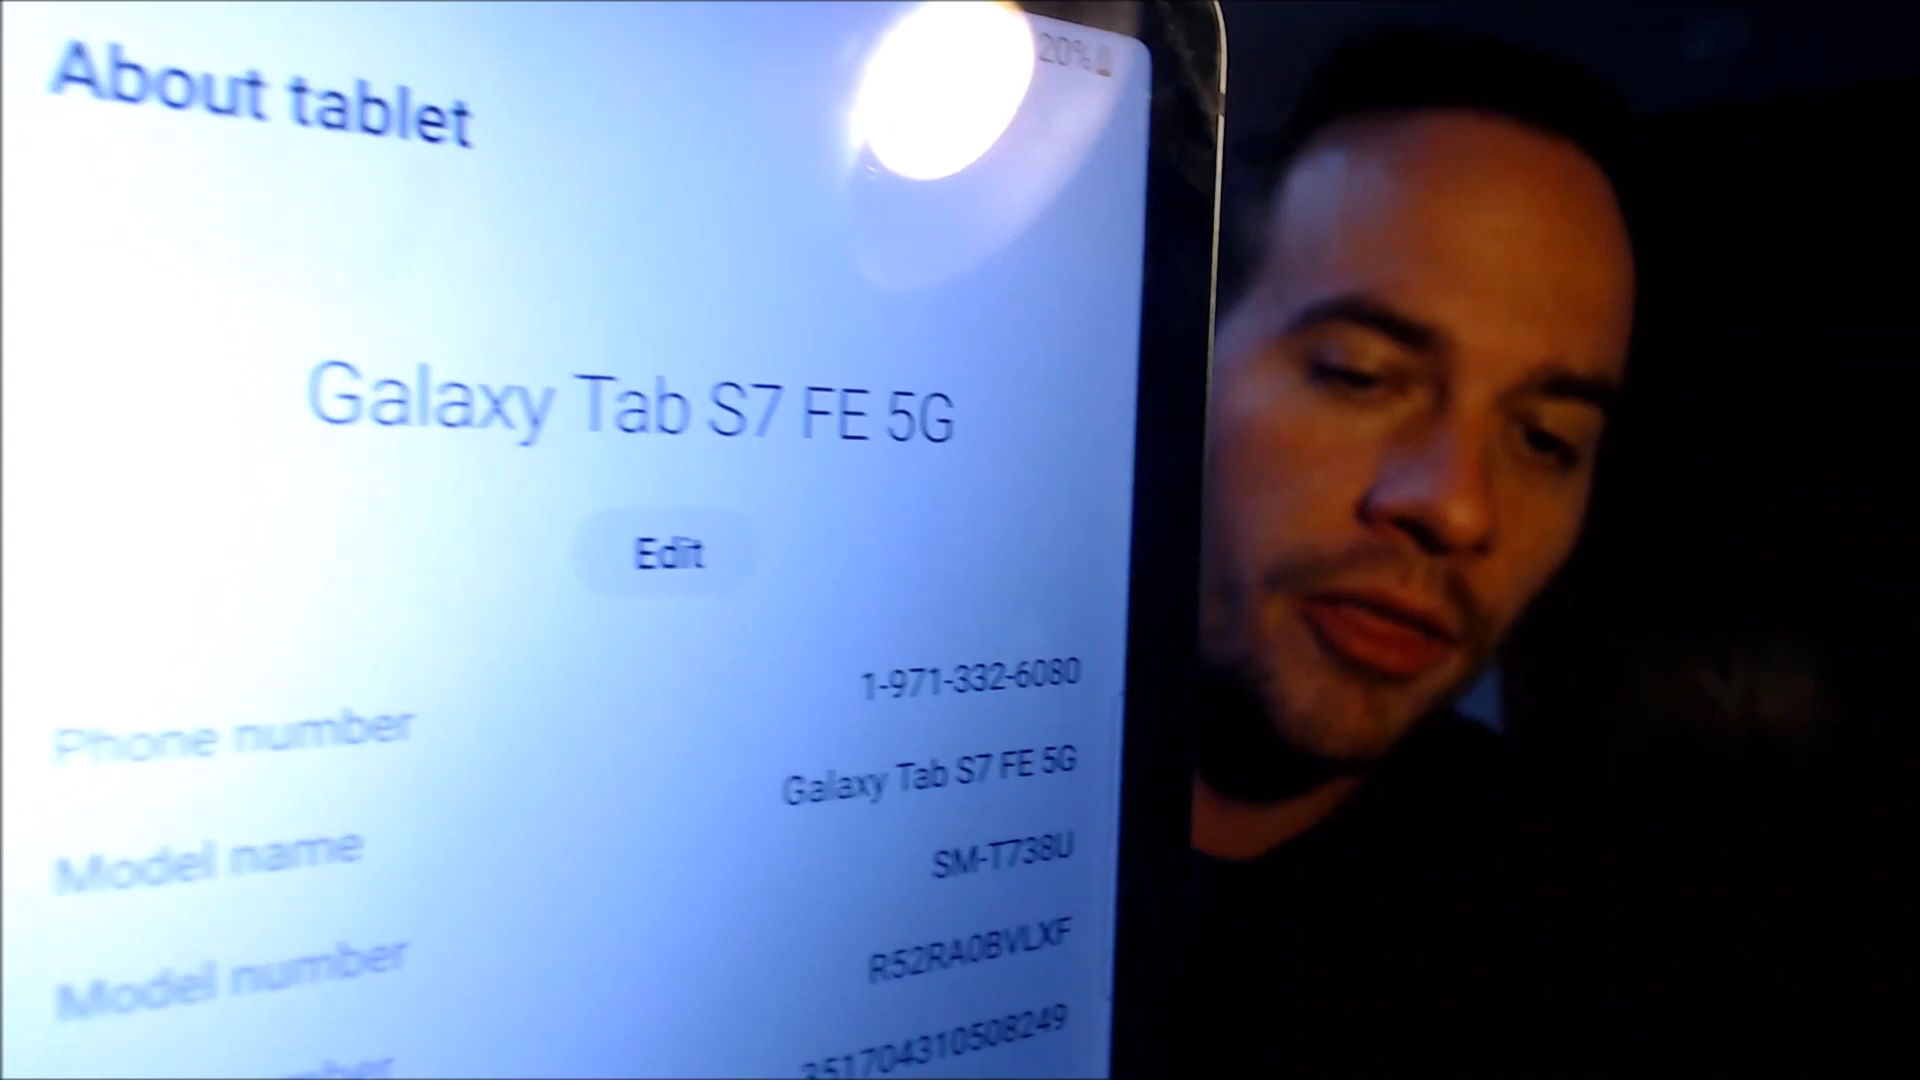 20%
About tablet
Galaxy Tab S7 FE 5G
Edit
Phone number 1-971-332-6080
Model name Galaxy Tab S7 FE 5G
Model number SM-T738U
R52RA0BVLXF
351704310508249